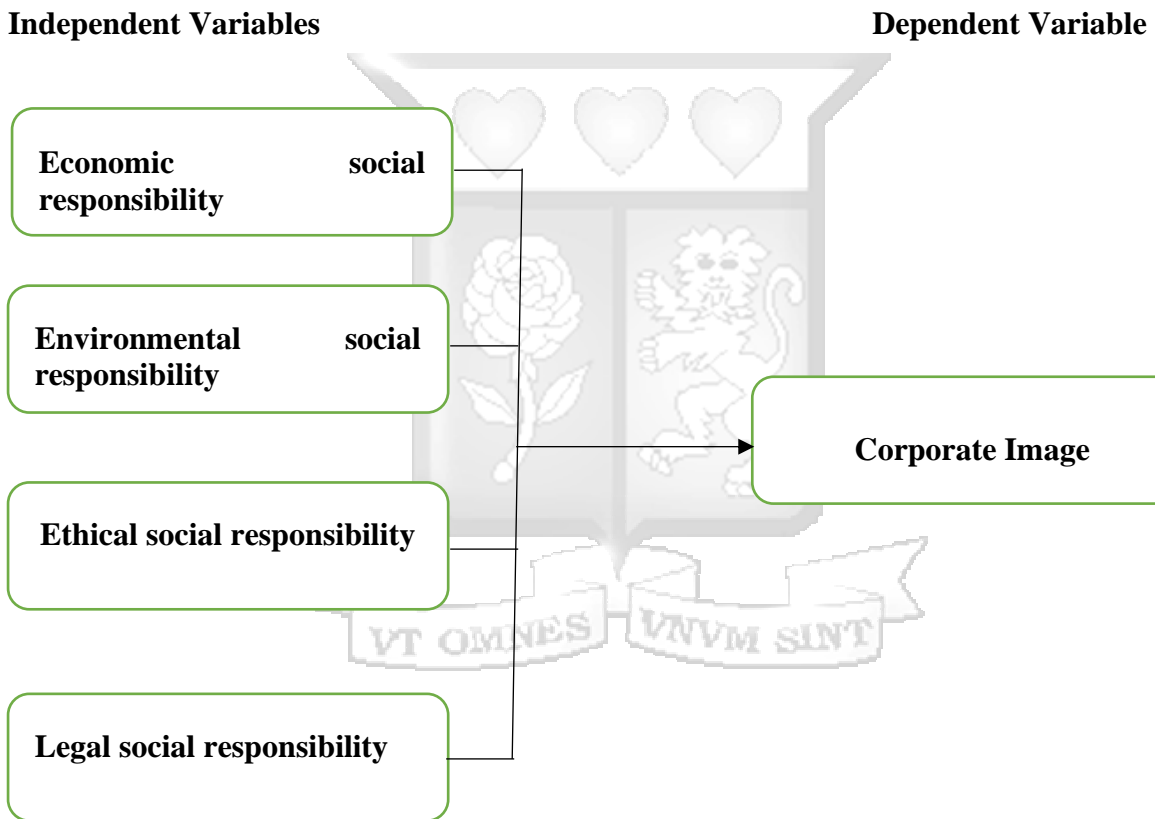 Independent Variables
Dependent Variable
Economic social
responsibility
Environmental social
responsibility
Ethical social responsibility
Legal social responsibility
Corporate Image
VT OMNES VNVM SINT